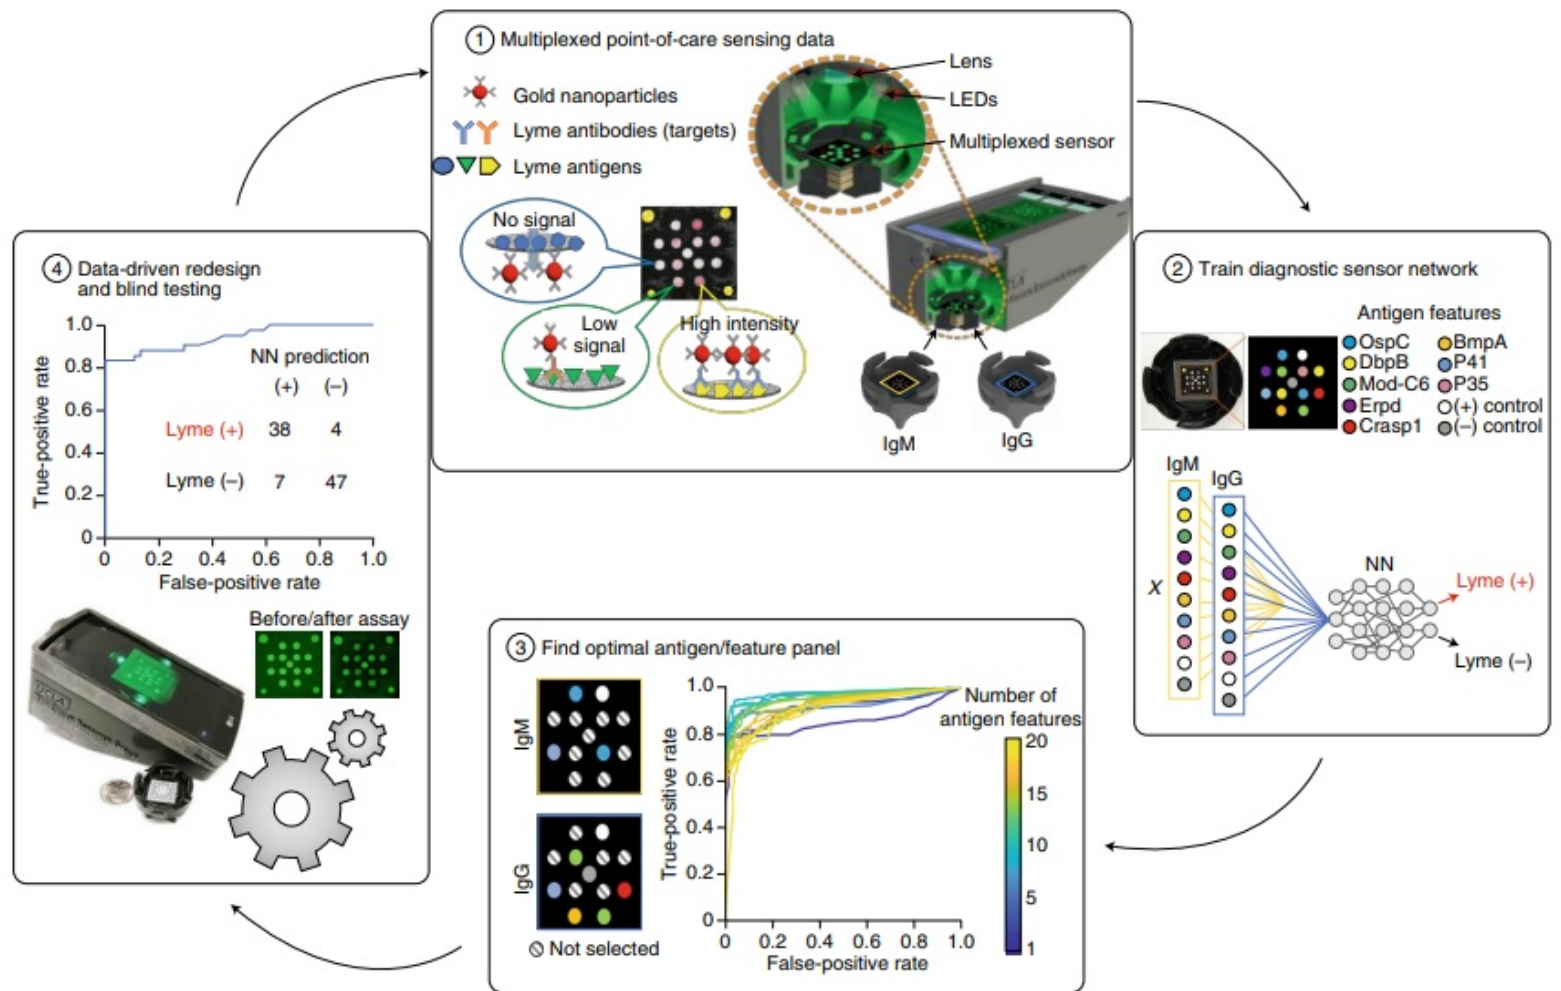 1 Multiplexed point-of-care sensing data
Gold nanoparticles
Lyme antibodies (targets)
Lyme antigens
Lens
LEDs
Multiplexed sensor
No signal
Low
signal
High intensity
IgM
IgG
2 Train diagnostic sensor network
Antigen features
OspC
DbpB
Mod-C6
Erpd
Crasp1
BmpA
P41
P35
(+) control
(–) control
IgM
IgG
X
NN
Lyme (+)
Lyme (–)
3 Find optimal antigen/feature panel
IgM
IgG
Not selected
True-positive rate
1.0
0.8
0.6
0.4
0.2
0
0 0.2 0.4 0.6 0.8 1.0
False-positive rate
Number of
antigen features
20
15
10
5
1
4 Data-driven redesign
and blind testing
True-positive rate
1.0
0.8
0.6
0.4
0.2
0
NN prediction
(+) (–)
Lyme (+) 38 4
Lyme (–) 7 47
0 0.2 0.4 0.6 0.8 1.0
False-positive rate
Before/after assay
UCLA